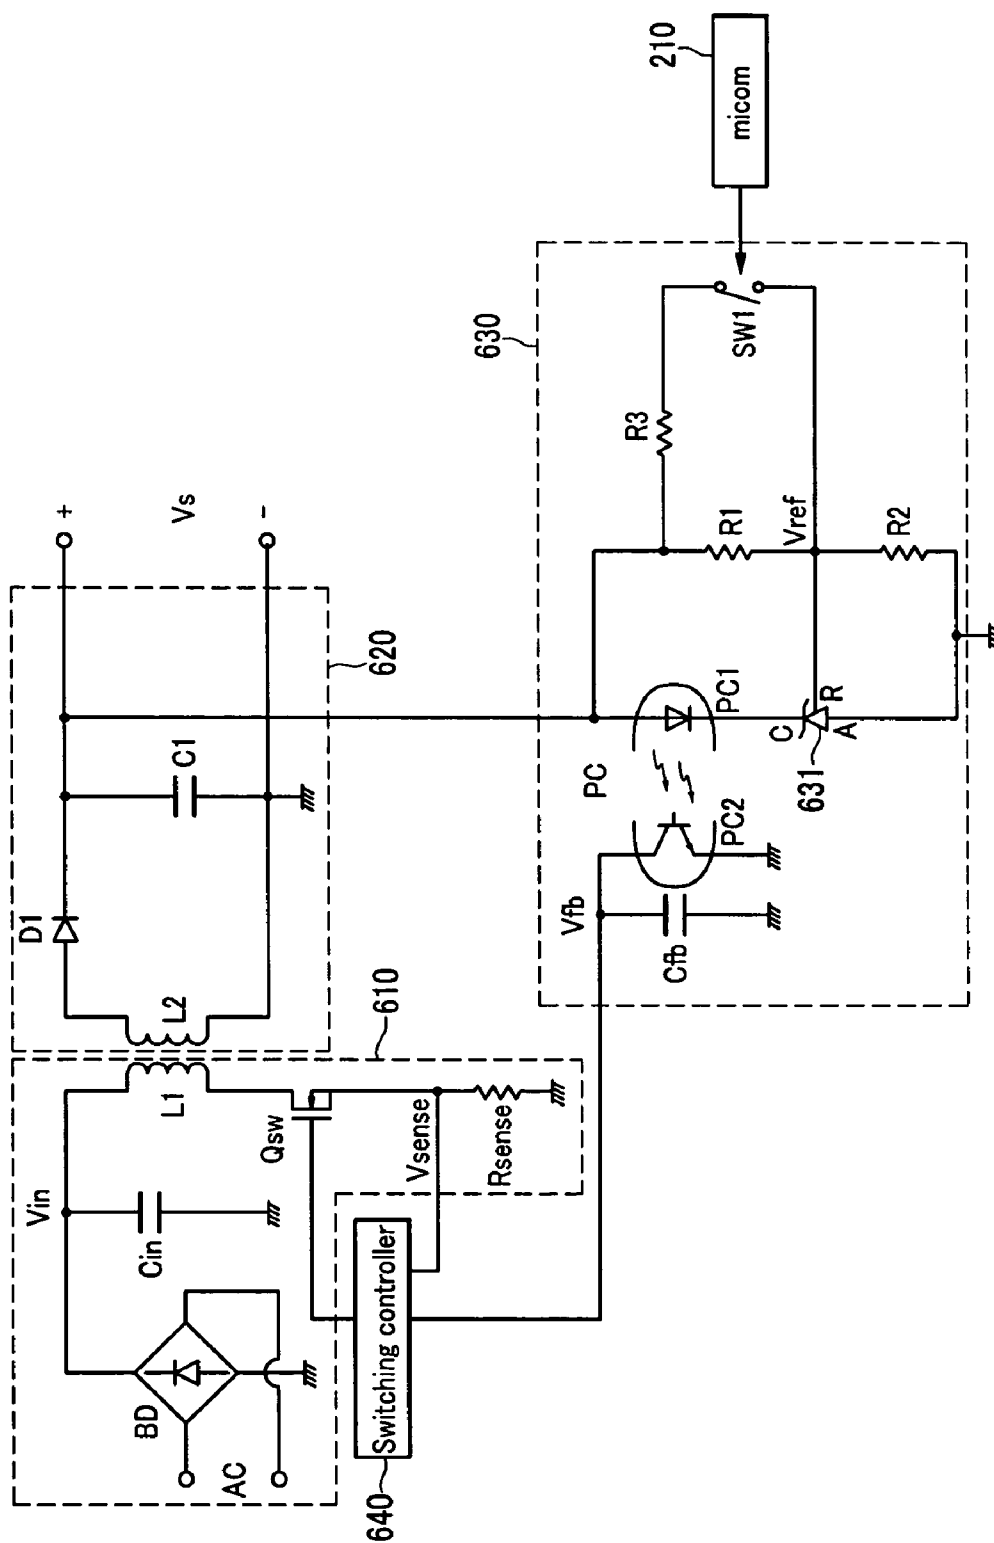 210
micom
SW1
630
R3
R1
Vref
R2
+
Vs
-
620
C1
D1
L2
PC
PC1
C
R
A
631
PC2
Vfb
Cfb
610
L1
Qsw
Vsense
Rsense
Vin
Cin
BD
AC
Switching controller
640